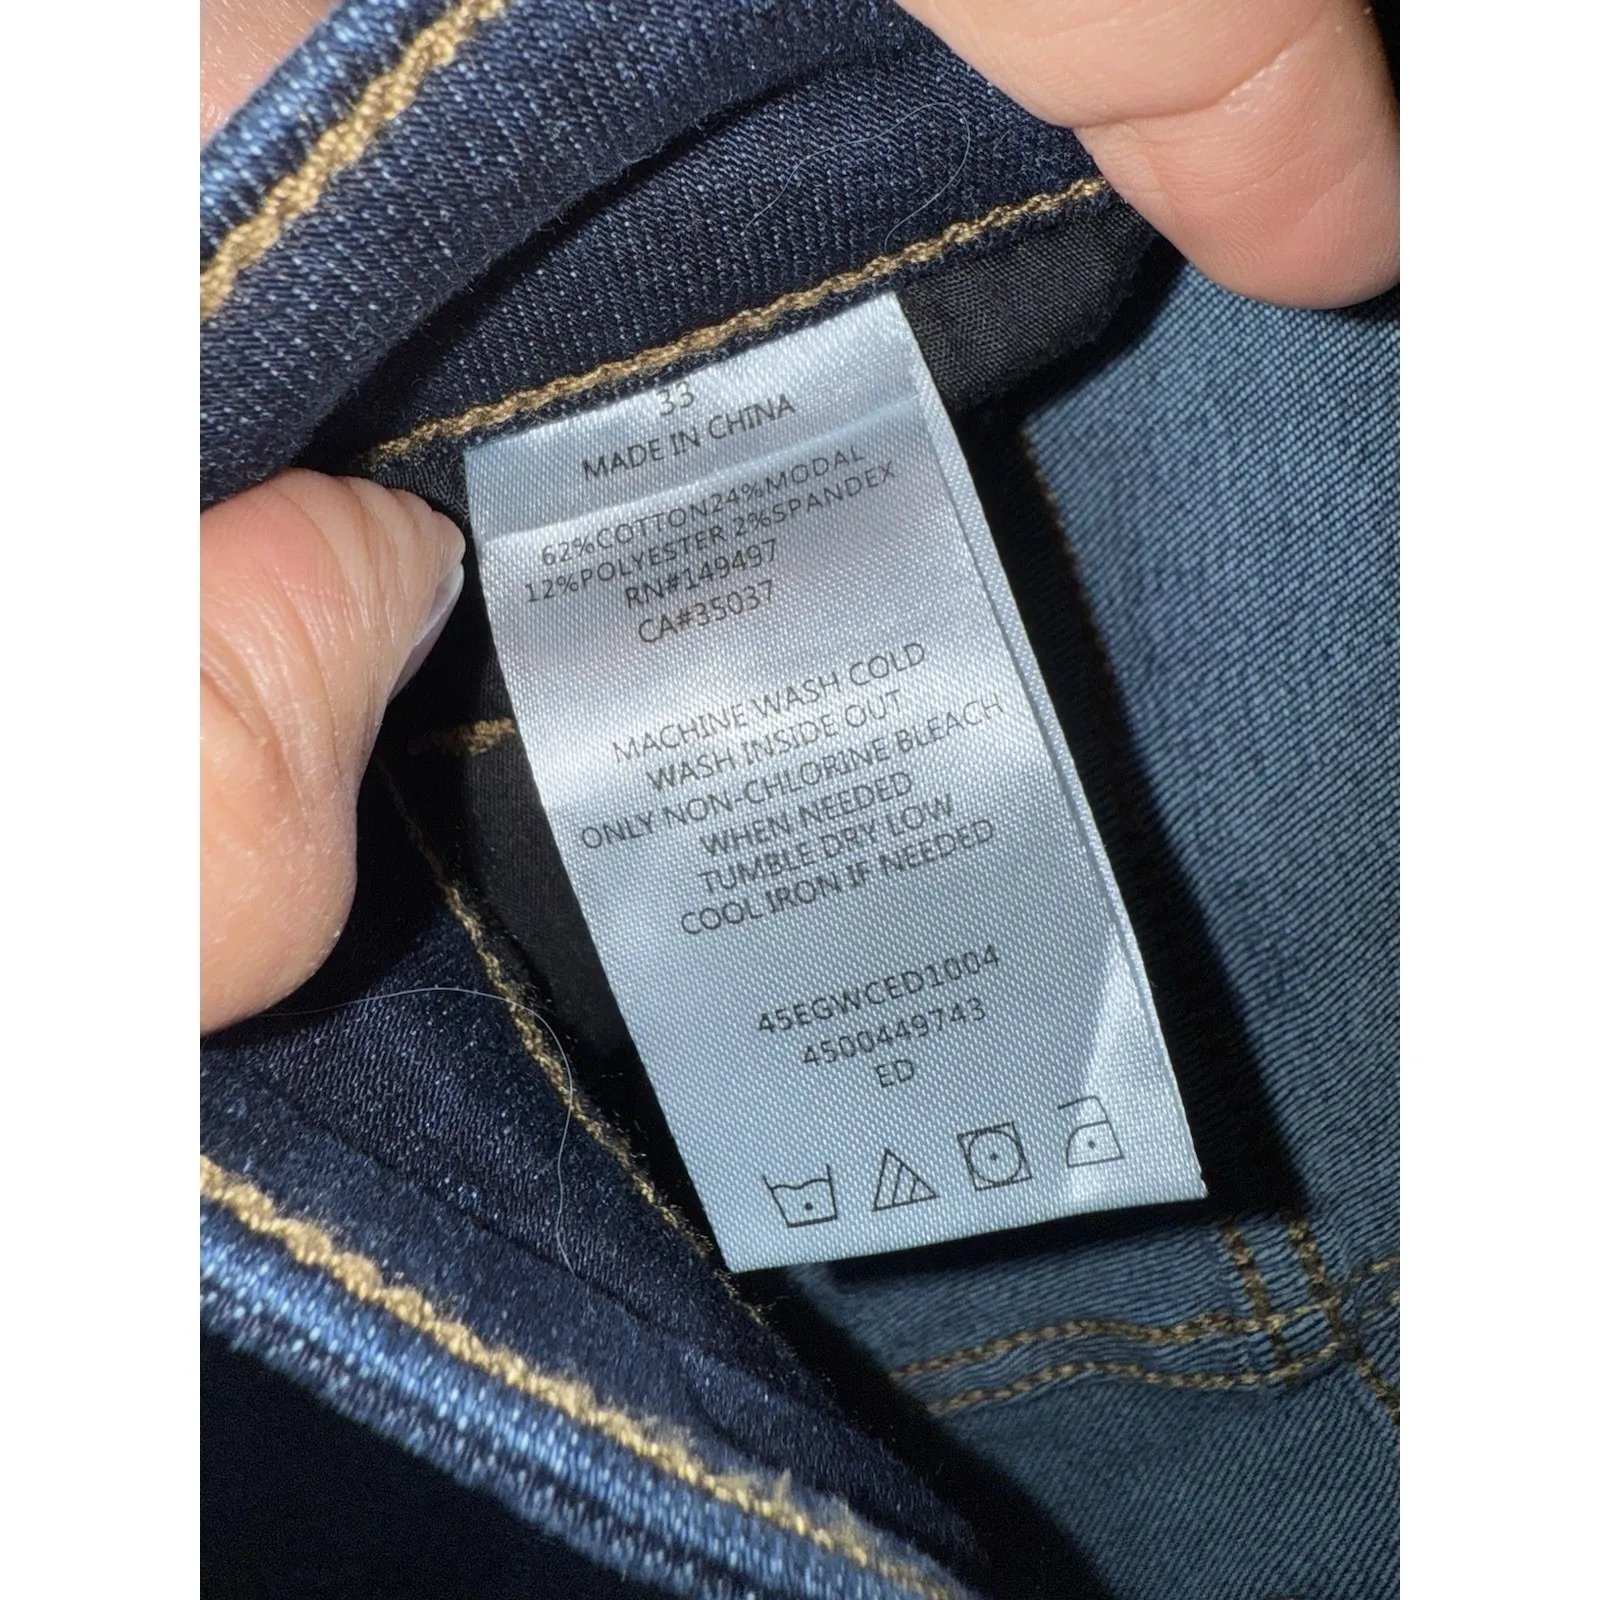 33
MADE IN CHINA
62%COTTON24%MODAL
12%POLYESTER 2%SPANDEX
RN#149497
CA#35037
MACHINE WASH COLD
WASH INSIDE OUT
ONLY NON-CHLORINE BLEACH
WHEN NEEDED
TUMBLE DRY LOW
COOL IRON IF NEEDED
45EGWCED1004
4500449743
ED